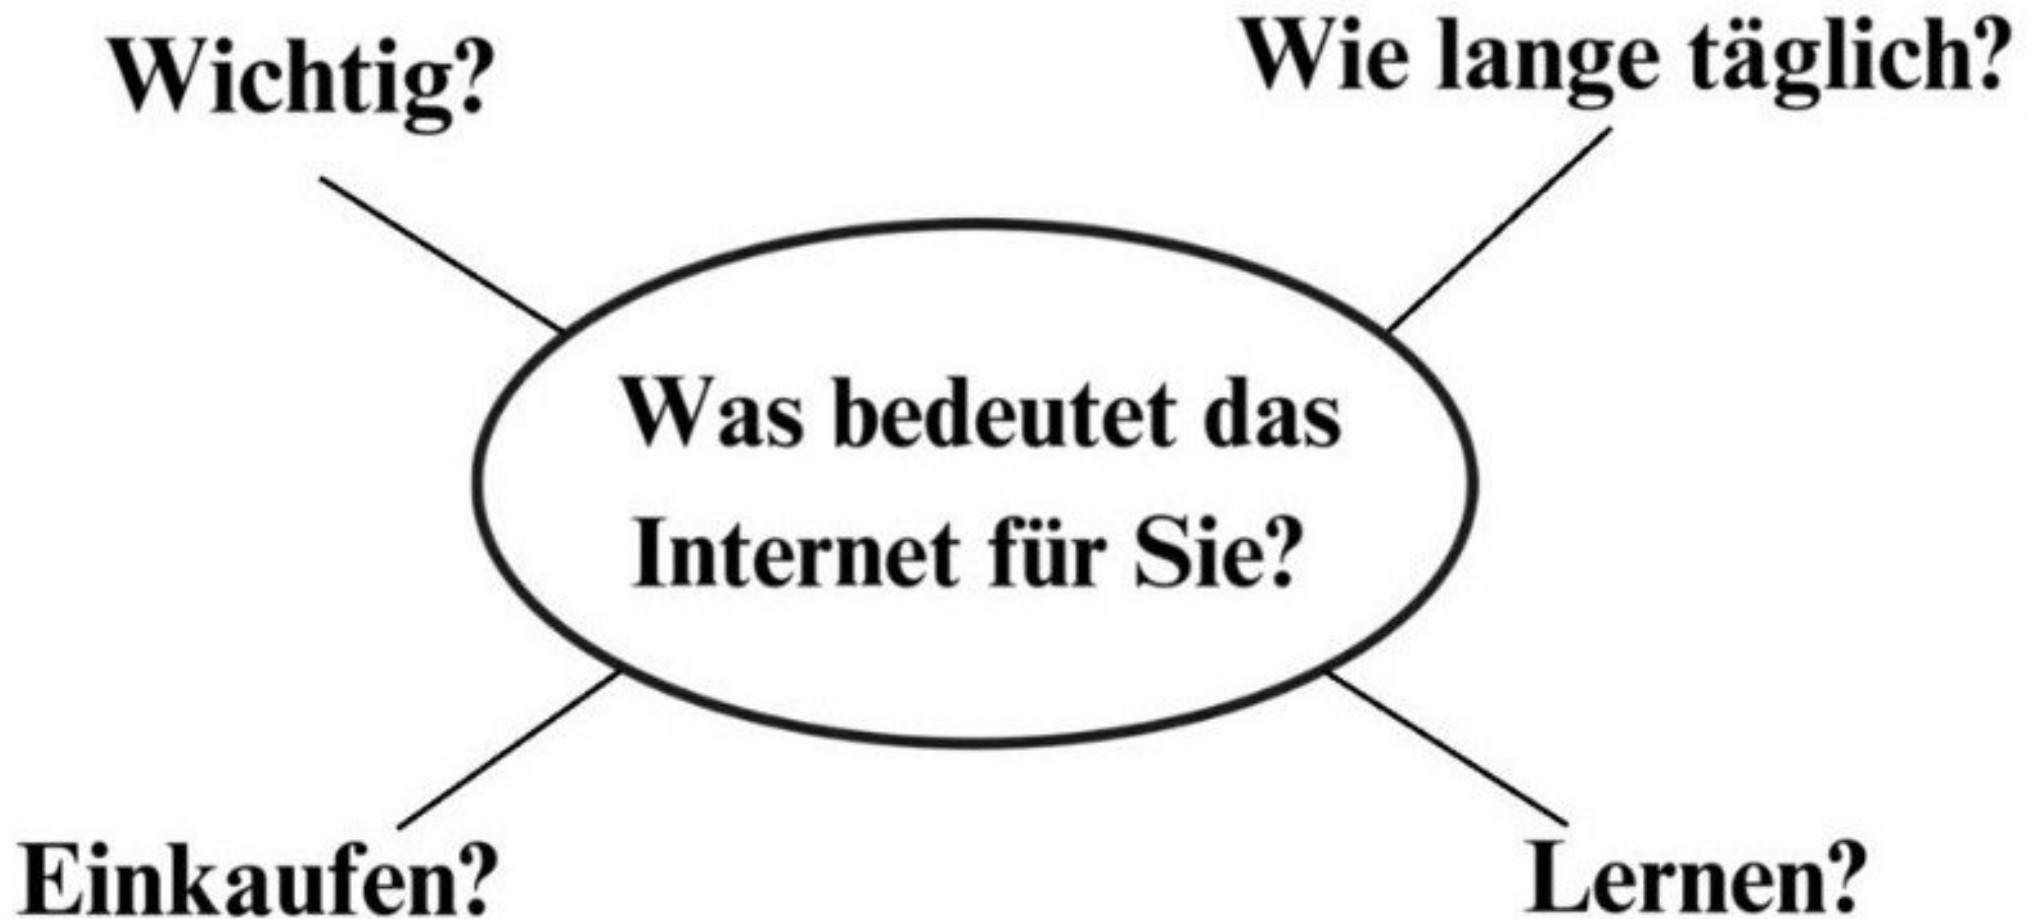 Wichtig?
Wie lange täglich?
Was bedeutet das
Internet für Sie?
Einkaufen?
Lernen?